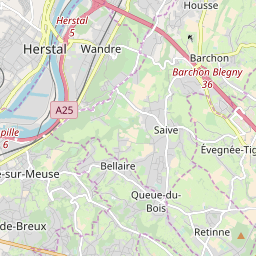 Housse
Herstal
5
Wandre
Herstal
Barchon
Barchon Blegny
36
A25
Saive
pille
6
Évegnée-Tig
e-sur-Meuse
Bellaire
Queue-du-
Bois
de-Breux
Retinne